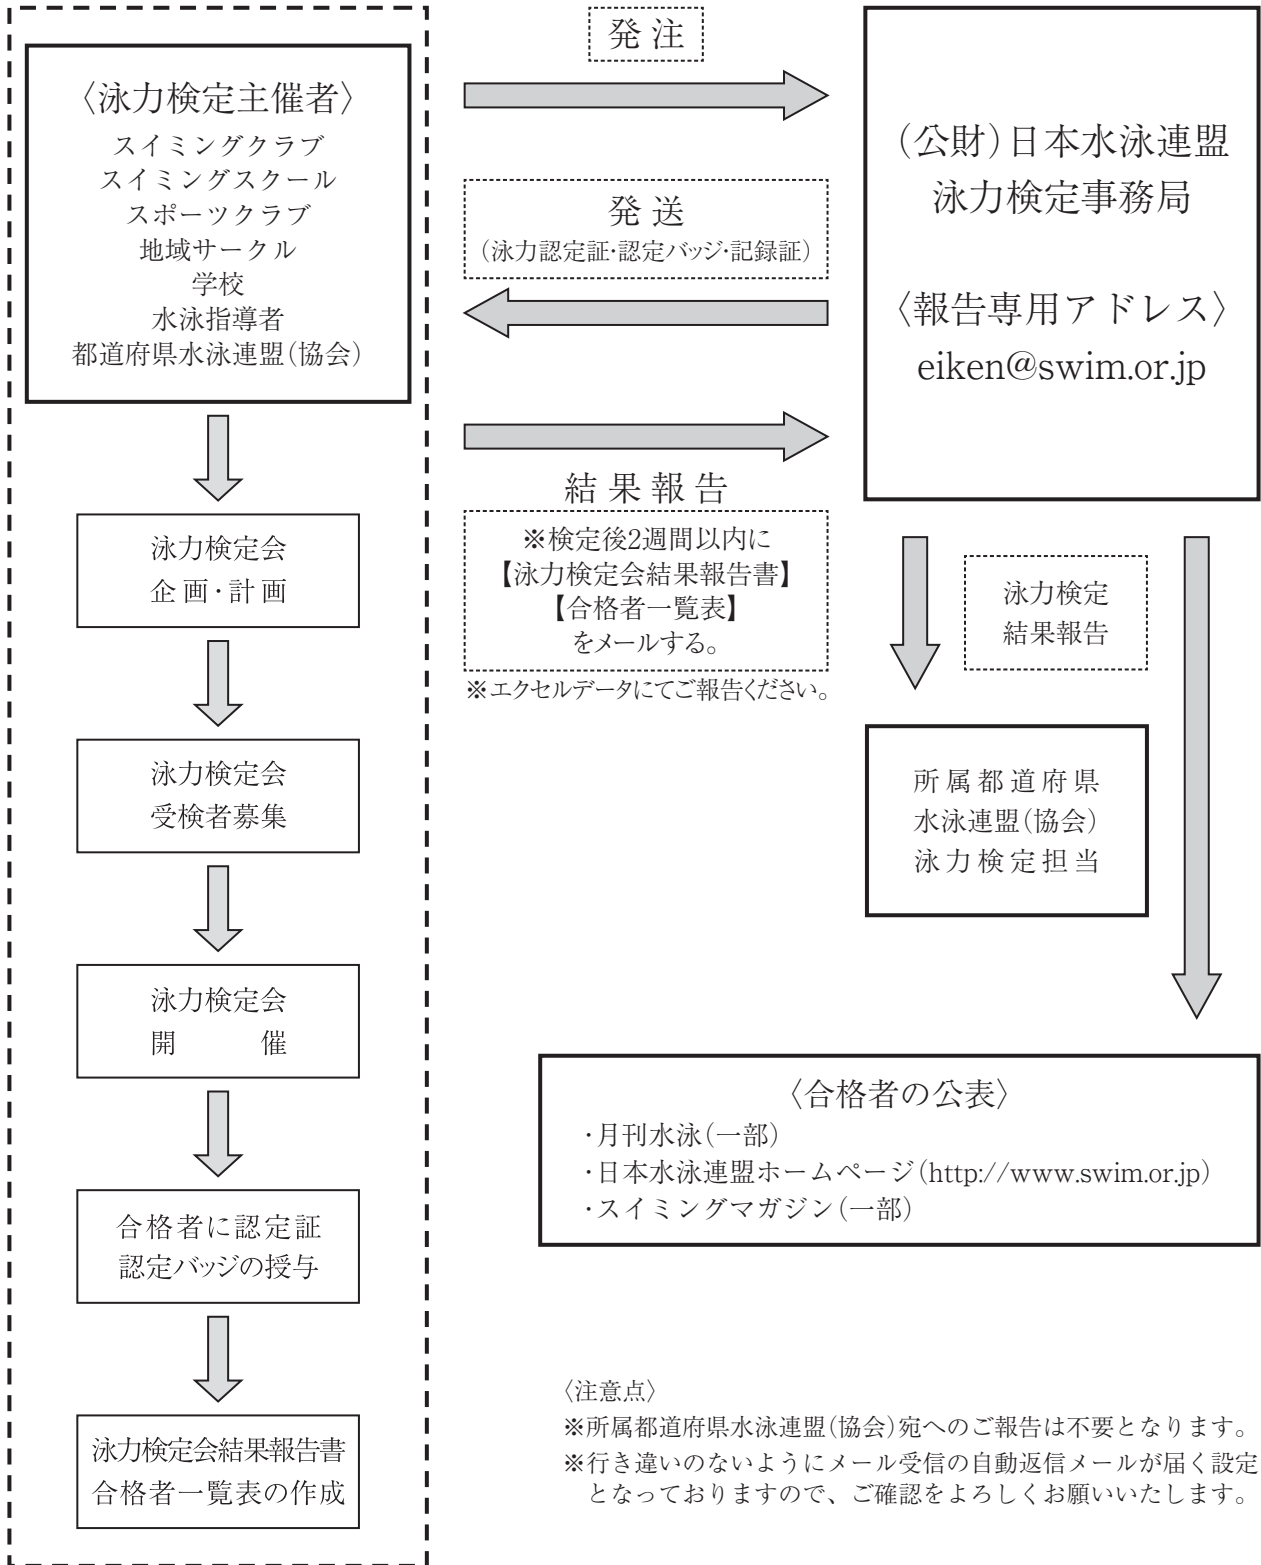 〈泳力検定主催者〉
スイミングクラブ
スイミングスクール
スポーツクラブ
地域サークル
学校
水泳指導者
都道府県水泳連盟(協会)
泳力検定会
企画・計画
泳力検定会
受検者募集
泳力検定会
開　　催
合格者に認定証
認定バッジの授与
泳力検定会結果報告書
合格者一覧表の作成
発注
発送
(泳力認定証・認定バッジ・記録証)
結果報告
※検定後2週間以内に
【泳力検定会結果報告書】
【合格者一覧表】
をメールする。
※エクセルデータにてご報告ください。
(公財)日本水泳連盟
泳力検定事務局
〈報告専用アドレス〉
eiken@swim.or.jp
泳力検定
結果報告
所属都道府県
水泳連盟(協会)
泳力検定担当
〈合格者の公表〉
・月刊水泳(一部)
・日本水泳連盟ホームページ(http://www.swim.or.jp)
・スイミングマガジン(一部)
〈注意点〉
※所属都道府県水泳連盟(協会)宛へのご報告は不要となります。
※行き違いのないようにメール受信の自動返信メールが届く設定
となっておりますので、ご確認をよろしくお願いいたします。